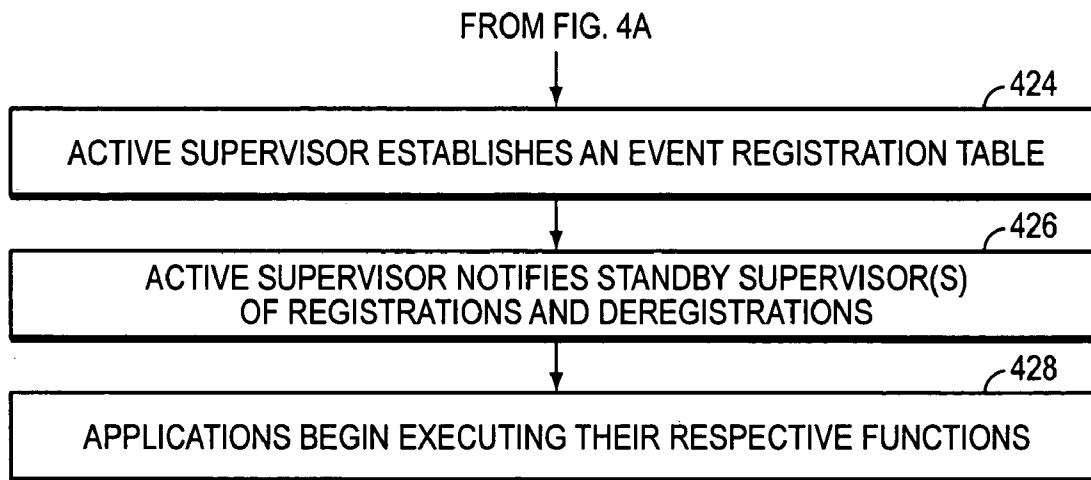 FROM FIG. 4A
424
ACTIVE SUPERVISOR ESTABLISHES AN EVENT REGISTRATION TABLE
426
ACTIVE SUPERVISOR NOTIFIES STANDBY SUPERVISOR(S)
OF REGISTRATIONS AND DEREGISTRATIONS
428
APPLICATIONS BEGIN EXECUTING THEIR RESPECTIVE FUNCTIONS